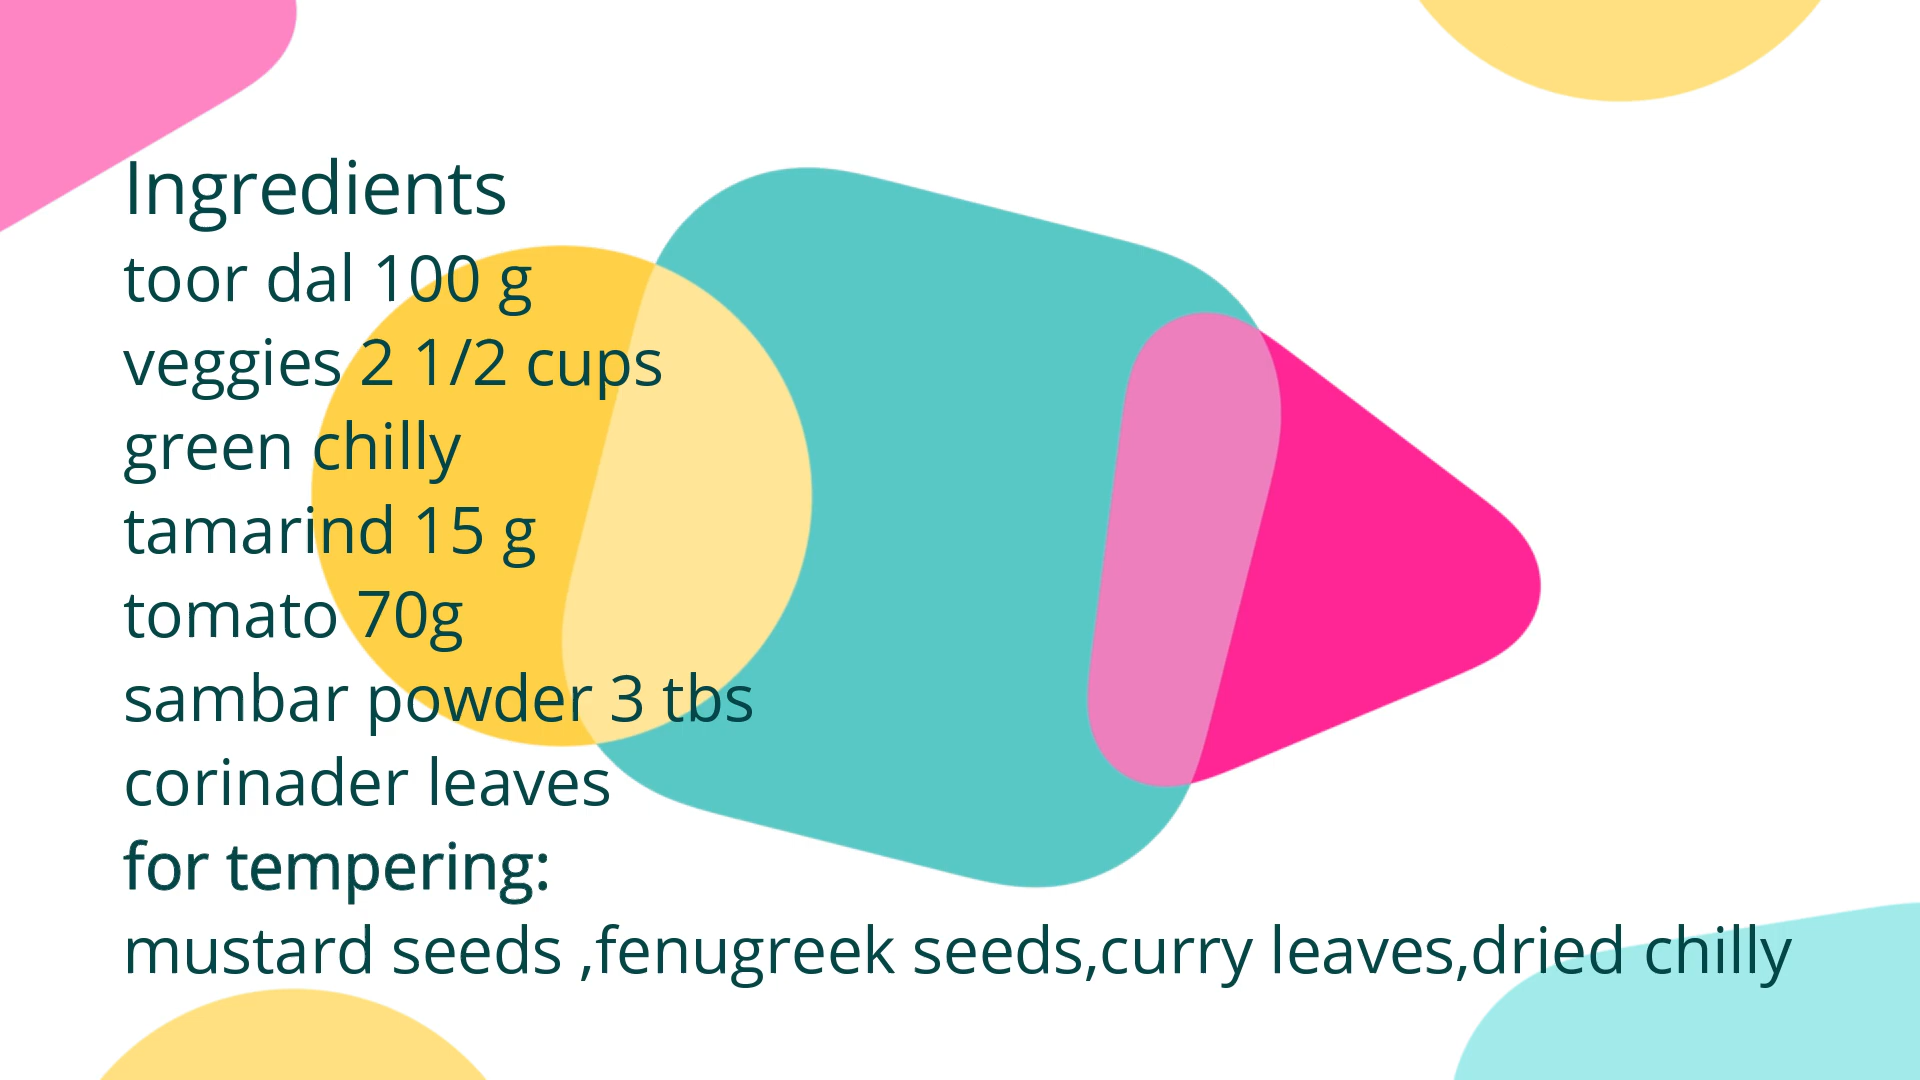 Ingredients
toor dal 100 g
veggies 2 1/2 cups
green chilly
tamarind 15 g
tomato 70g
sambar powder 3 tbs
corinader leaves
for tempering:
mustard seeds ,fenugreek seeds,curry leaves,dried chilly